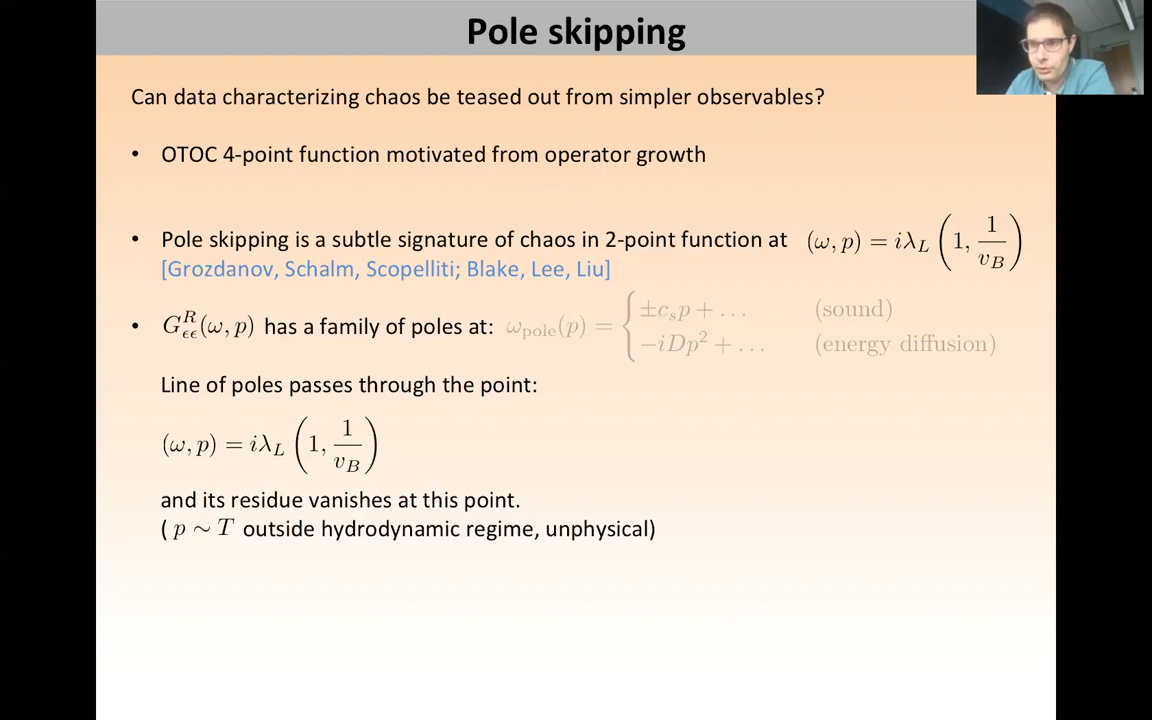 Pole skipping
Can data characterizing chaos be teased out from simpler observables?
• OTOC 4-point function motivated from operator growth
• Pole skipping is a subtle signature of chaos in 2-point function at (ω, p) = iλ_L (1, 1/v_B)
[Grozdanov, Schalm, Scopelliti; Blake, Lee, Liu]
• G^R_{ϵϵ}(ω, p) has a family of poles at: ω_pole(p) = { ±c_s p + … (sound)
−iDp² + … (energy diffusion)
Line of poles passes through the point:
(ω, p) = iλ_L (1, 1/v_B)
and its residue vanishes at this point.
( p ∼ T outside hydrodynamic regime, unphysical)